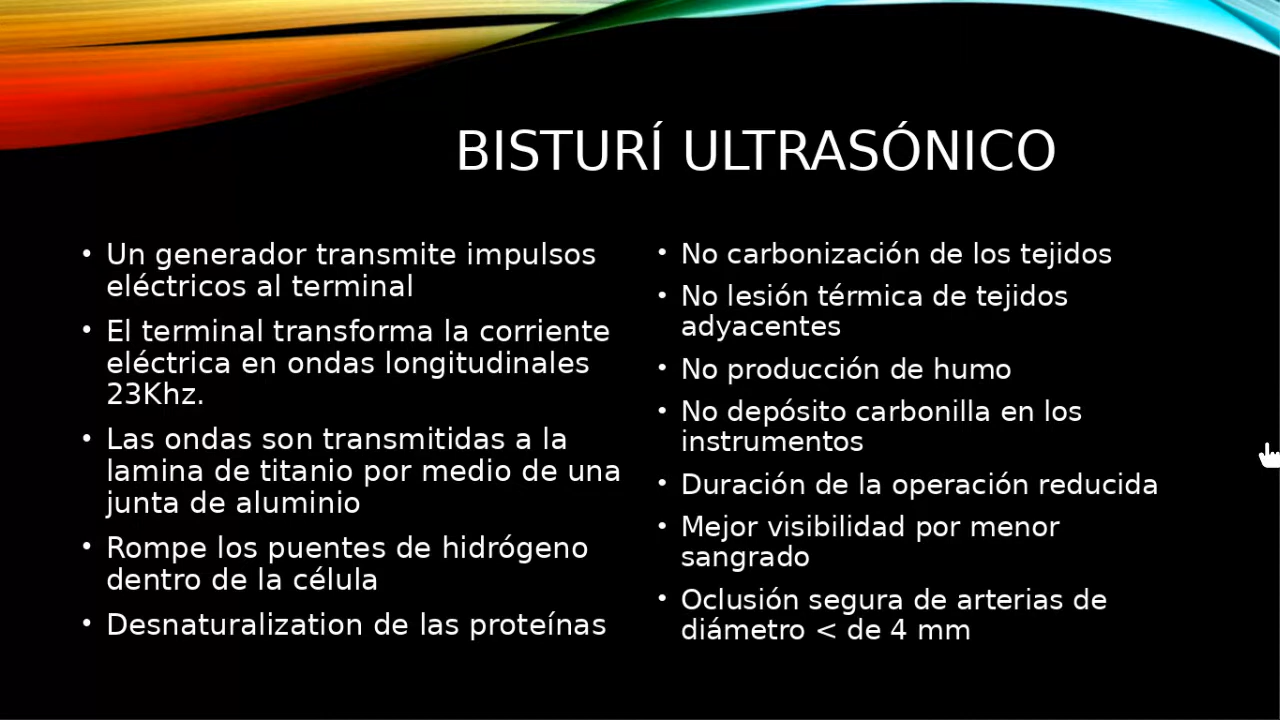 BISTURÍ ULTRASÓNICO
• Un generador transmite impulsos
eléctricos al terminal
• El terminal transforma la corriente
eléctrica en ondas longitudinales
23Khz.
• Las ondas son transmitidas a la
lamina de titanio por medio de una
junta de aluminio
• Rompe los puentes de hidrógeno
dentro de la célula
• Desnaturalization de las proteínas
• No carbonización de los tejidos
• No lesión térmica de tejidos
adyacentes
• No producción de humo
• No depósito carbonilla en los
instrumentos
• Duración de la operación reducida
• Mejor visibilidad por menor
sangrado
• Oclusión segura de arterias de
diámetro < de 4 mm